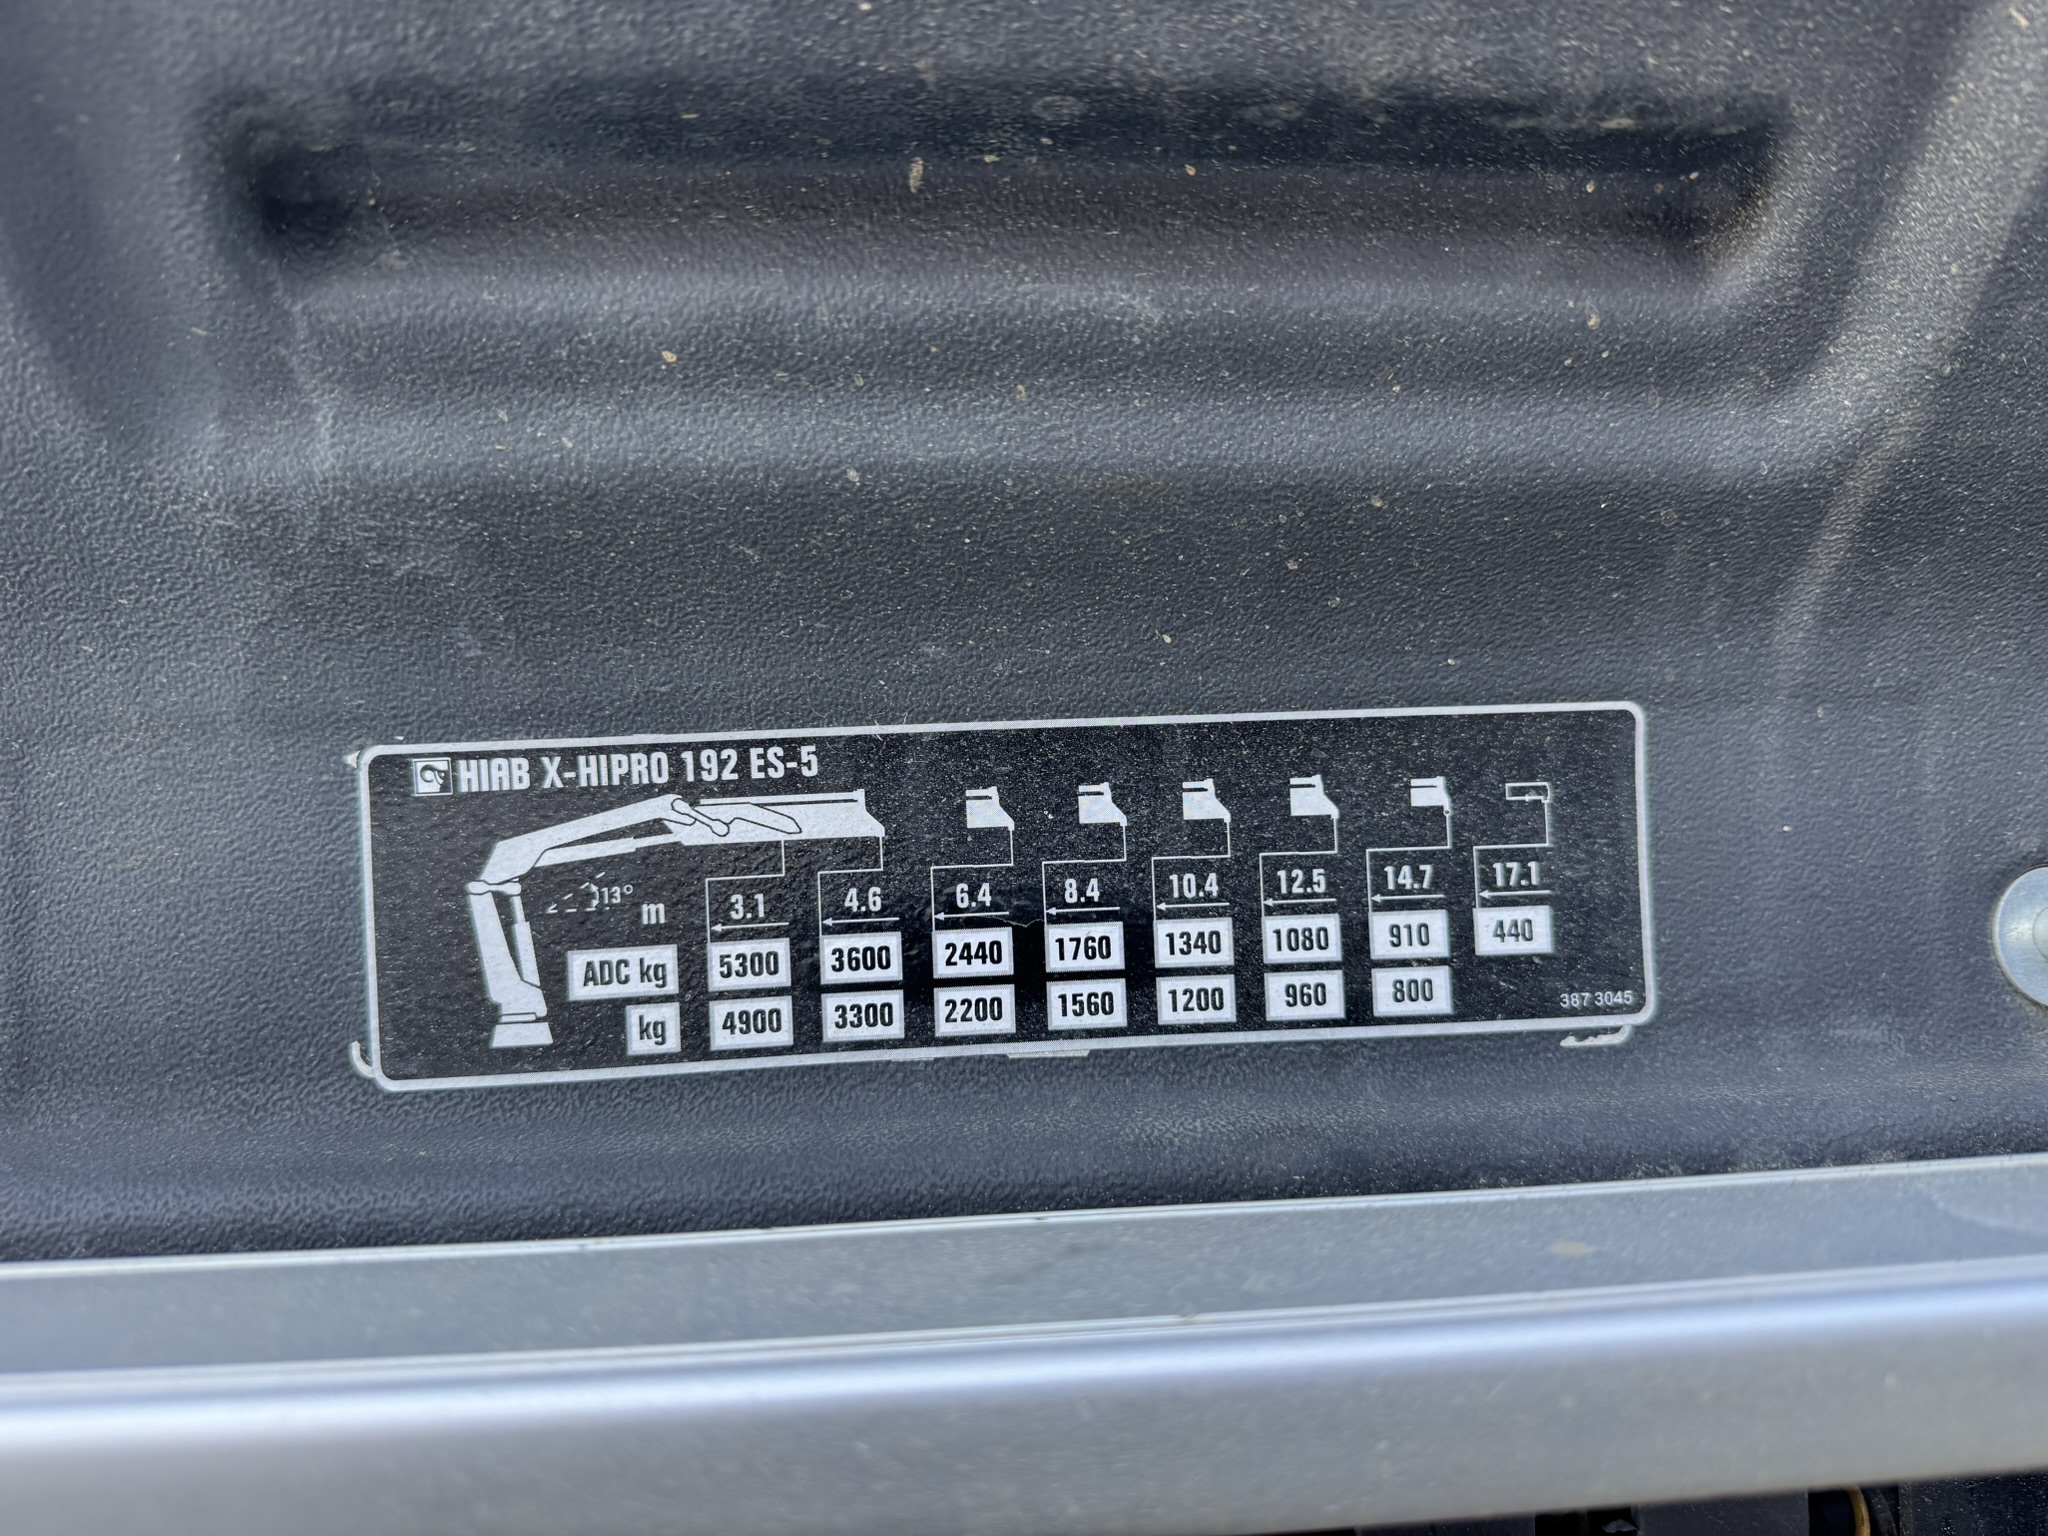 HIAB X-HIPRO 192 ES-5
13°
m 3.1 4.6 6.4 8.4 10.4 12.5 14.7 17.1
ADC kg 5300 3600 2440 1760 1340 1080 910 440
kg 4900 3300 2200 1560 1200 960 800
387 3045